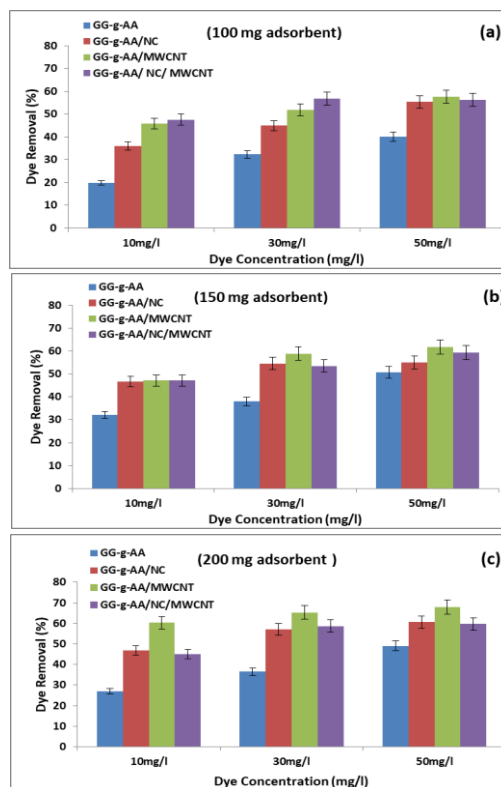 (100 mg adsorbent)
(a)
GG-g-AA
GG-g-AA/NC
GG-g-AA/MWCNT
GG-g-AA/ NC/ MWCNT
Dye Removal (%)
80
70
60
50
40
30
20
10
0
10mg/l
30mg/l
50mg/l
Dye Concentration (mg/l)
(150 mg adsorbent)
(b)
GG-g-AA
GG-g-AA/NC
GG-g-AA/MWCNT
GG-g-AA/NC/MWCNT
Dye Removal (%)
80
70
60
50
40
30
20
10
0
10mg/l
30mg/l
50mg/l
Dye Concentration (mg/l)
(200 mg adsorbent )
(c)
GG-g-AA
GG-g-AA/NC
GG-g-AA/MWCNT
GG-g-AA/NC/MWCNT
Dye Removal (%)
80
70
60
50
40
30
20
10
0
10mg/l
30mg/l
50mg/l
Dye Concentration (mg/l)